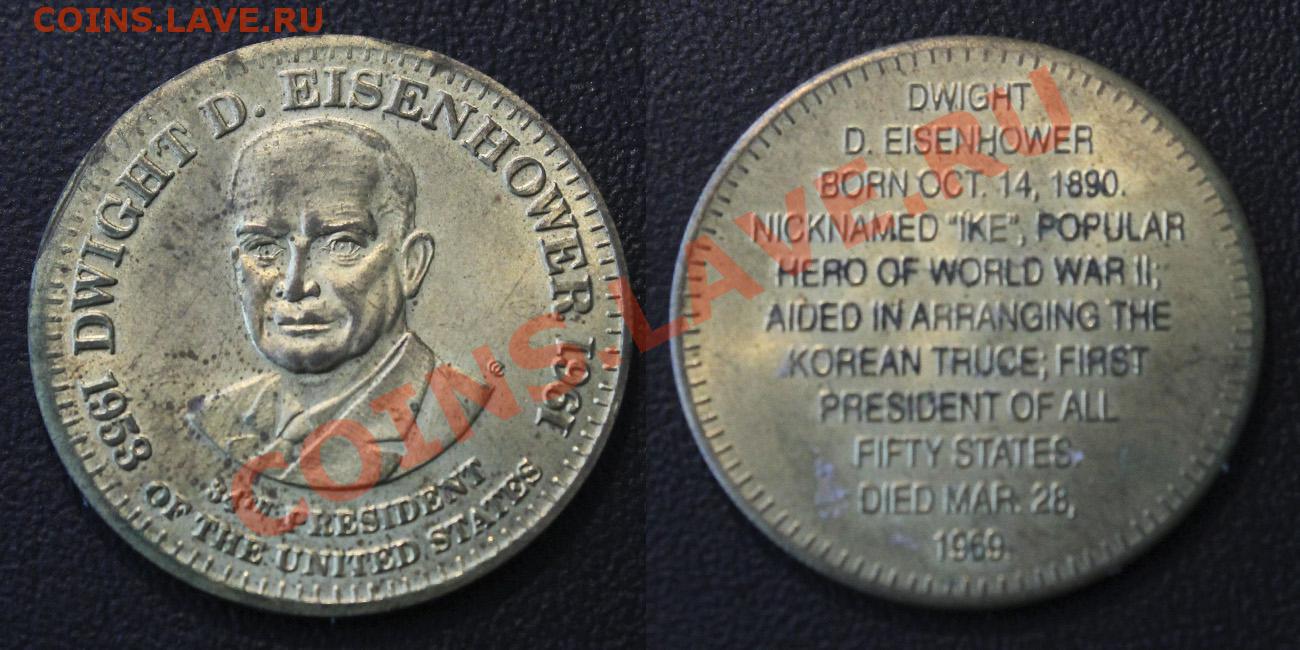 COINS.LAVE.RU
DWIGHT D. EISENHOWER
1953 1961
34TH PRESIDENT
OF THE UNITED STATES
©
DWIGHT
D. EISENHOWER
BORN OCT. 14, 1890.
NICKNAMED "IKE", POPULAR
HERO OF WORLD WAR II;
AIDED IN ARRANGING THE
KOREAN TRUCE; FIRST
PRESIDENT OF ALL
FIFTY STATES.
DIED MAR. 28,
1969.
COINS.LAVE.RU